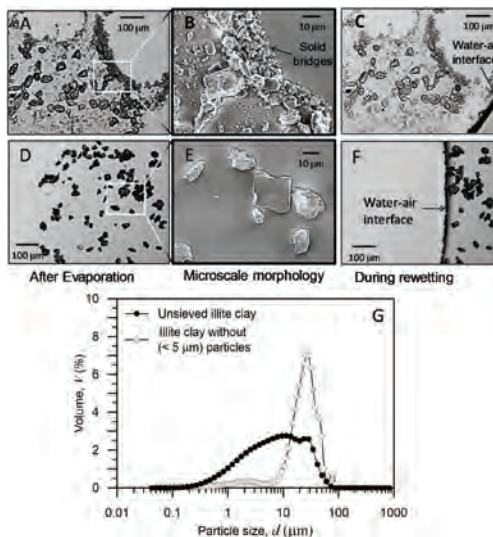 A
100 µm
B
10 µm
Solid
bridges
C
100 µm
Water-air
interface
D
100 µm
E
10 µm
F
Water-air
interface
100 µm
After Evaporation
Microscale morphology
During rewetting
G
Unsieved illite clay
Illite clay without
(< 5 µm) particles
Volume, V (%)
10
8
6
4
2
0
0.01
0.1
1
10
100
1000
Particle size, d (µm)